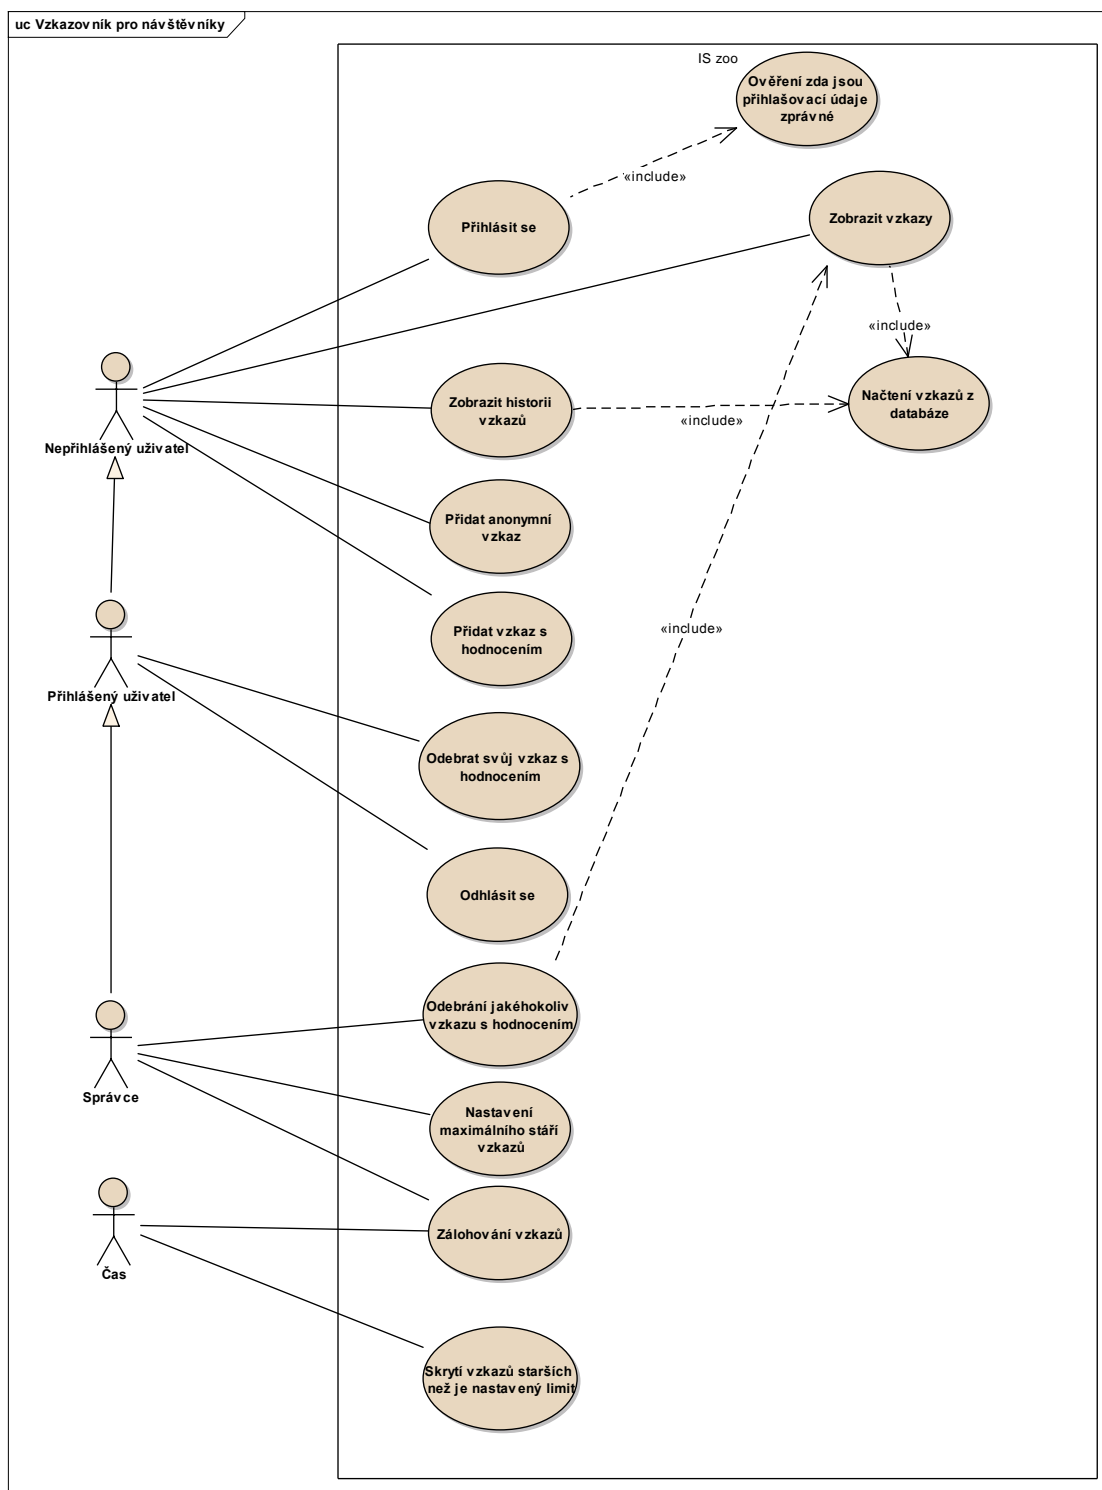 uc Vzkazovník pro návštěvníky
IS zoo
Ověření zda jsou
přihlašovací údaje
zprávné
«include»
Přihlásit se
Zobrazit vzkazy
«include»
Zobrazit historii
vzkazů
«include»
Načtení vzkazů z
databáze
Nepřihlášený uživatel
Přidat anonymní
vzkaz
Přidat vzkaz s
hodnocením
«include»
Přihlášený uživatel
Odebrat svůj vzkaz s
hodnocením
Odhlásit se
Odebrání jakéhokoliv
vzkazu s hodnocením
Správce
Nastavení
maximálního stáří
vzkazů
Zálohování vzkazů
Čas
Skrytí vzkazů starších
než je nastavený limit